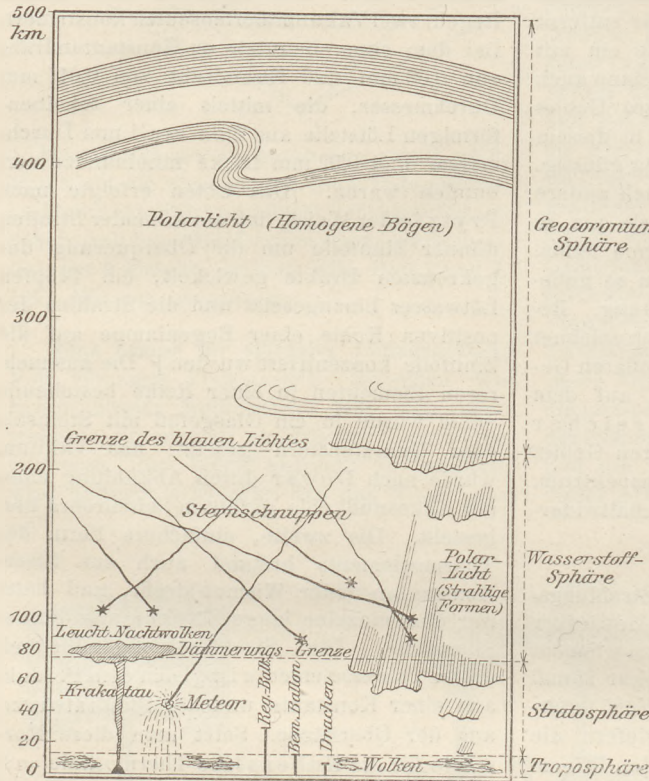 500
km
400
Polarlicht (Homogene Bögen)
Geocoronium
Sphäre
300
Grenze des blauen Lichtes
200
Sternschnuppen
Polar-
Licht
(Strahlige
Formen)
Wasserstoff-
Sphäre
100
Leucht. Nachtwolken
80
Dämmerungs-Grenze
60
Krakatau
Meteor
Reg.-Ball.
Bem. Ballon
Drachen
40
Stratosphäre
20
0
Wolken
Troposphäre